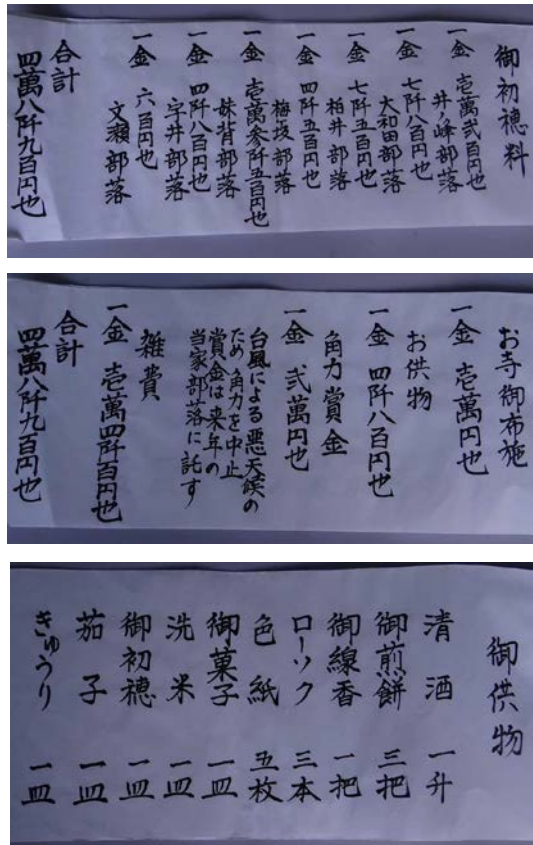 御初穂料
一金 壱萬弐百円也
井ノ峰部落
一金 七阡八百円也
大和田部落
一金 七阡五百円也
柏井部落
一金 四阡五百円也
梅坂部落
一金 壱萬参阡五百円也
妹背部落
一金 四阡八百円也
宇井部落
一金 六百円也
文瀬部落
合計
四萬八阡九百円也
お寺御布施
一金 壱萬円也
お供物
一金 四阡八百円也
角力賞金
一金 弐萬円也
台風による悪天候の
ため角力を中止
賞金は来年の
当家部落に託す
雑費
一金 壱萬四阡百円也
合計
四萬八阡九百円也
御供物
清酒 一升
御煎餅 三把
御線香 一把
ローソク 三本
色紙 五枚
御菓子 一皿
洗米 一皿
御初穂 一皿
茄子 一皿
きゅうり 一皿